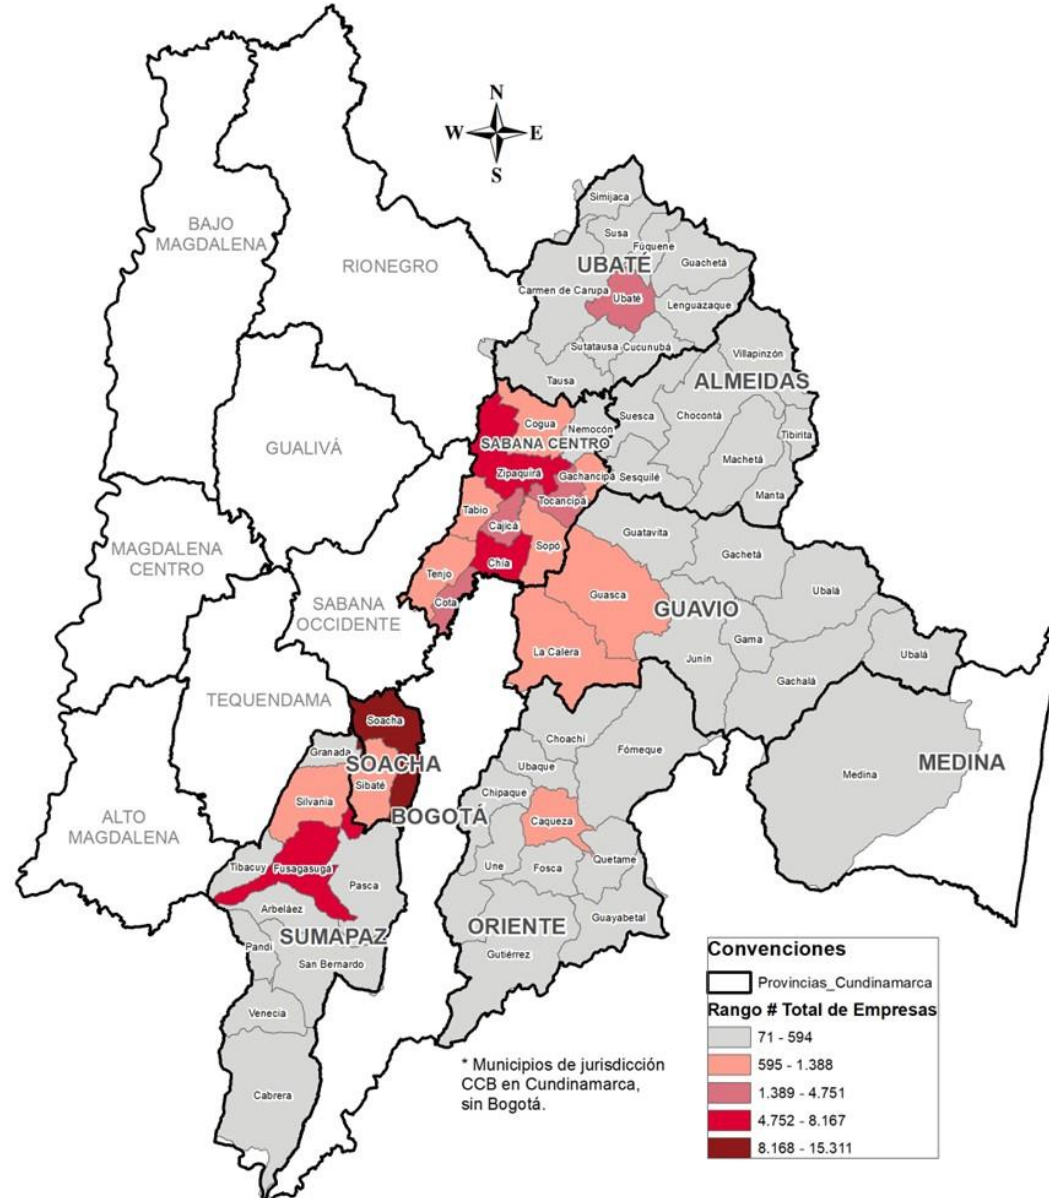 N
W E
S
BAJO
MAGDALENA
RIONEGRO
GUALIVÁ
MAGDALENA
CENTRO
SABANA
OCCIDENTE
TEQUENDAMA
ALTO
MAGDALENA
Simijaca
Susa
Fúquene
UBATÉ
Guachetá
Carmen de Carupa
Ubaté
Lenguazaque
Sutatausa
Cucunubá
Tausa
Villapinzón
ALMEIDAS
Suesca
Chocontá
Tibirita
Machetá
Sesquilé
Manta
Cogua
Nemocón
SABANA CENTRO
Zipaquirá
Gachancipá
Tocancipá
Tabio
Cajicá
Sopó
Chía
Tenjo
Cota
Guatavita
Gachetá
Ubalá
Guasca
GUAVIO
Gama
Ubalá
La Calera
Junín
Gachalá
Soacha
Granada
SOACHA
Sibaté
Silvania
BOGOTÁ
Choachí
Fómeque
Ubaque
Chipaque
Caqueza
Une
Fosca
Quetame
ORIENTE
Guayabetal
Gutiérrez
Medina
MEDINA
Tibacuy
Fusagasuga
Pasca
Arbeláez
SUMAPAZ
Pandi
San Bernardo
Venecia
Cabrera
* Municipios de jurisdicción
CCB en Cundinamarca,
sin Bogotá.
Convenciones
Provincias_Cundinamarca
Rango # Total de Empresas
71 - 594
595 - 1.388
1.389 - 4.751
4.752 - 8.167
8.168 - 15.311